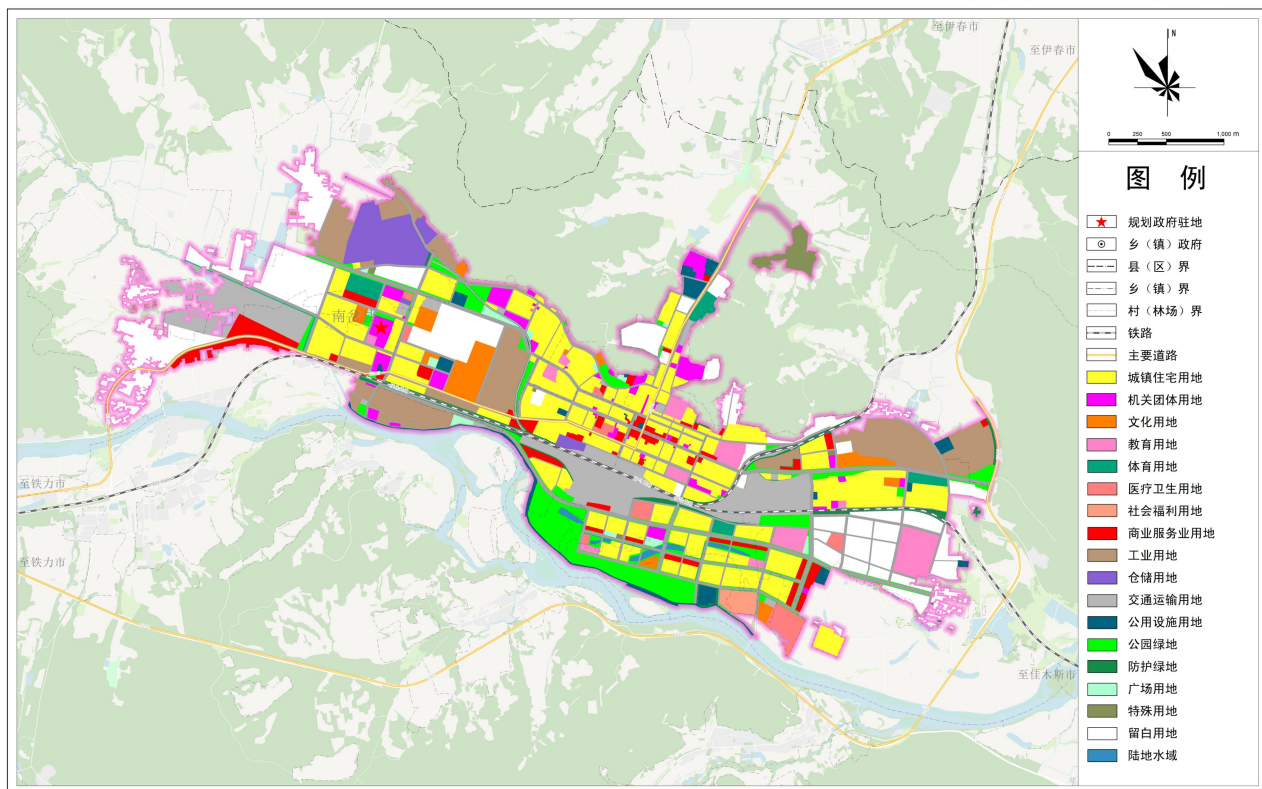 至伊春市
至伊春市
N
0 250 500 1,000 m
图 例
规划政府驻地
乡（镇）政府
县（区）界
乡（镇）界
村（林场）界
铁路
主要道路
城镇住宅用地
机关团体用地
文化用地
教育用地
体育用地
医疗卫生用地
社会福利用地
商业服务业用地
工业用地
仓储用地
交通运输用地
公用设施用地
公园绿地
防护绿地
广场用地
特殊用地
留白用地
陆地水域
南岔
至铁力市
至铁力市
至佳木斯市